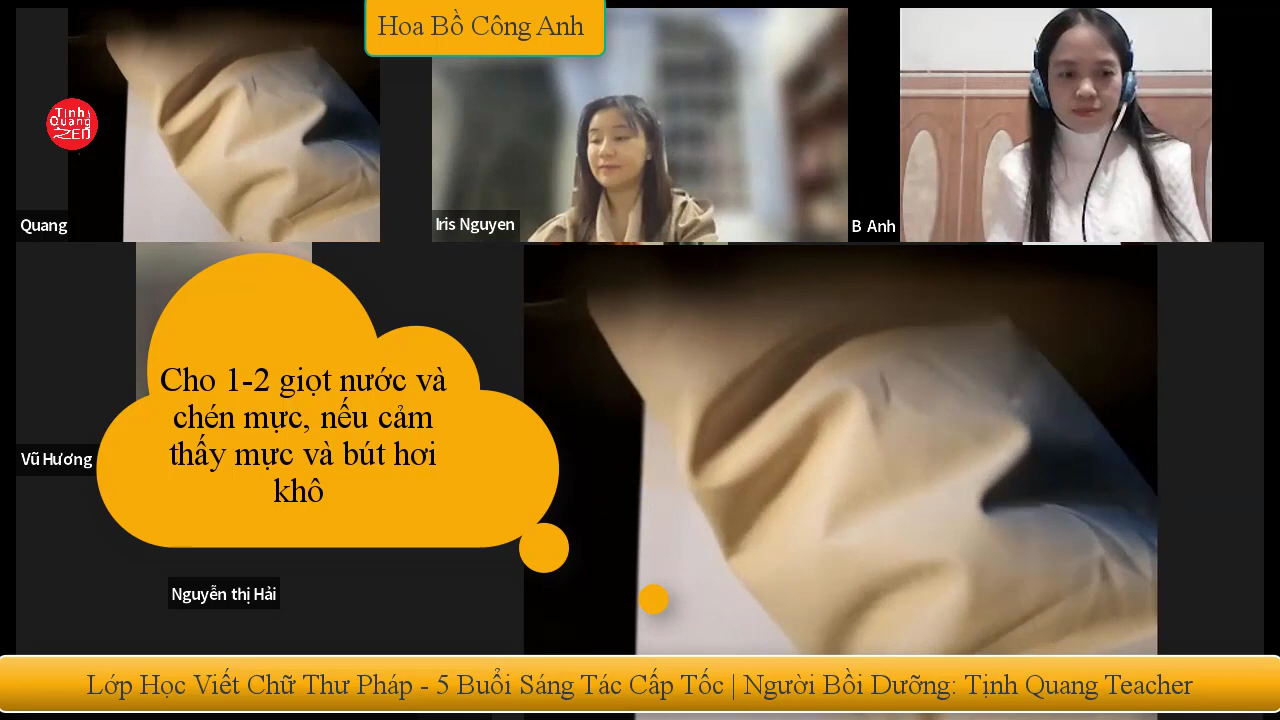 Hoa Bồ Công Anh
Tịnh
Quang
ZEN
Quang
Iris Nguyen
B Anh
Cho 1-2 giọt nước và
chén mực, nếu cảm
thấy mực và bút hơi
khô
Vũ Hương
Nguyễn thị Hải
Lớp Học Viết Chữ Thư Pháp - 5 Buổi Sáng Tác Cấp Tốc | Người Bồi Dưỡng: Tịnh Quang Teacher